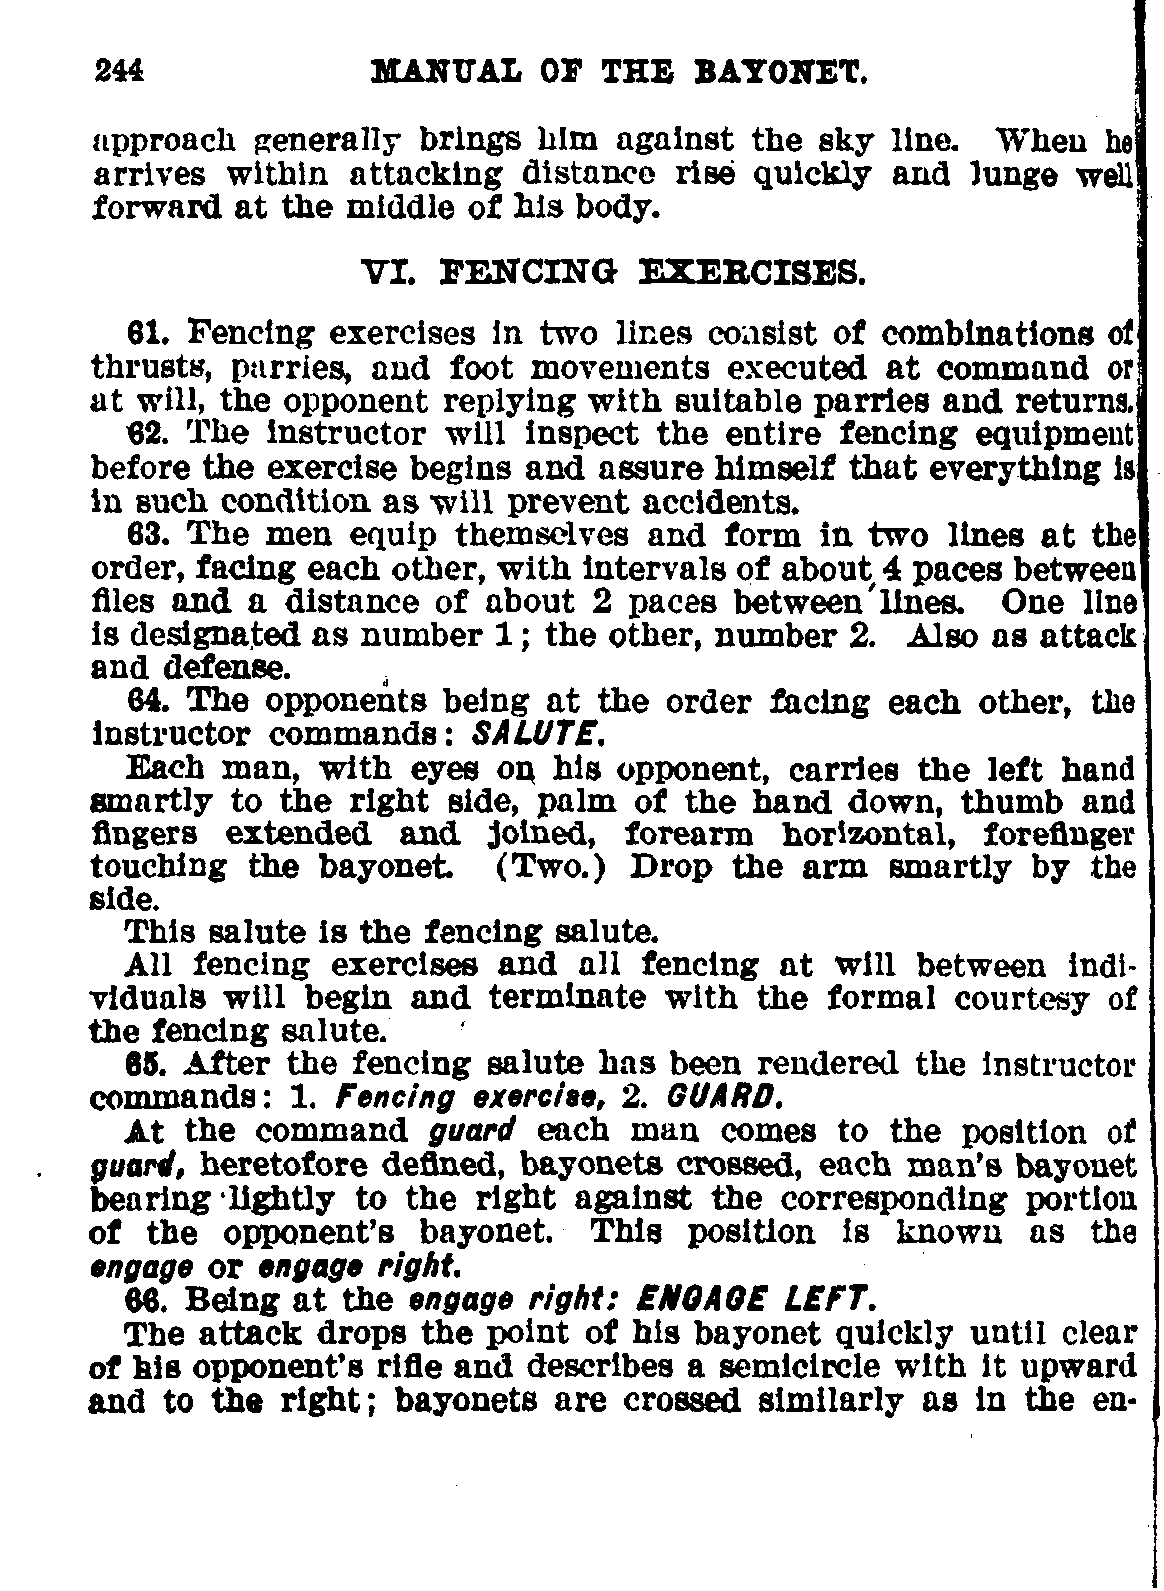 244 MANUAL OF THE BAYONET.
approach generally brings him against the sky line. When he
arrives within attacking distance rise quickly and lunge well
forward at the middle of his body.
VI. FENCING EXERCISES.
61. Fencing exercises in two lines consist of combinations of
thrusts, parries, and foot movements executed at command or
at will, the opponent replying with suitable parries and returns.
62. The instructor will inspect the entire fencing equipment
before the exercise begins and assure himself that everything is
in such condition as will prevent accidents.
63. The men equip themselves and form in two lines at the
order, facing each other, with intervals of about 4 paces between
files and a distance of about 2 paces between lines. One line
is designated as number 1; the other, number 2. Also as attack
and defense.
64. The opponents being at the order facing each other, the
instructor commands: SALUTE.
Each man, with eyes on his opponent, carries the left hand
smartly to the right side, palm of the hand down, thumb and
fingers extended and joined, forearm horizontal, forefinger
touching the bayonet. (Two.) Drop the arm smartly by the
side.
This salute is the fencing salute.
All fencing exercises and all fencing at will between indi-
viduals will begin and terminate with the formal courtesy of
the fencing salute.
65. After the fencing salute has been rendered the instructor
commands: 1. Fencing exercise, 2. GUARD.
At the command guard each man comes to the position of
guard, heretofore defined, bayonets crossed, each man's bayonet
bearing lightly to the right against the corresponding portion
of the opponent's bayonet. This position is known as the
engage or engage right.
66. Being at the engage right: ENGAGE LEFT.
The attack drops the point of his bayonet quickly until clear
of his opponent's rifle and describes a semicircle with it upward
and to the right; bayonets are crossed similarly as in the en-